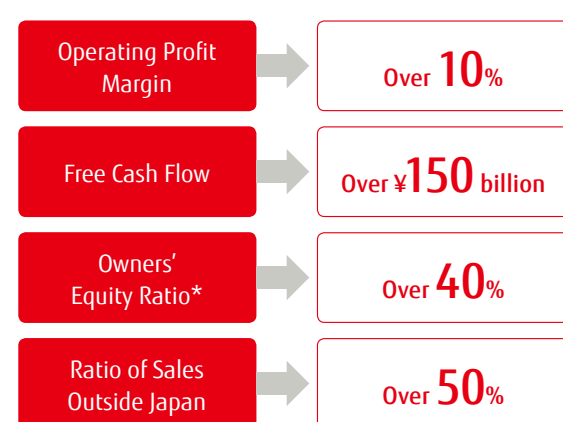 Operating Profit
Margin
Over 10%
Free Cash Flow
Over ¥150 billion
Owners'
Equity Ratio*
Over 40%
Ratio of Sales
Outside Japan
Over 50%